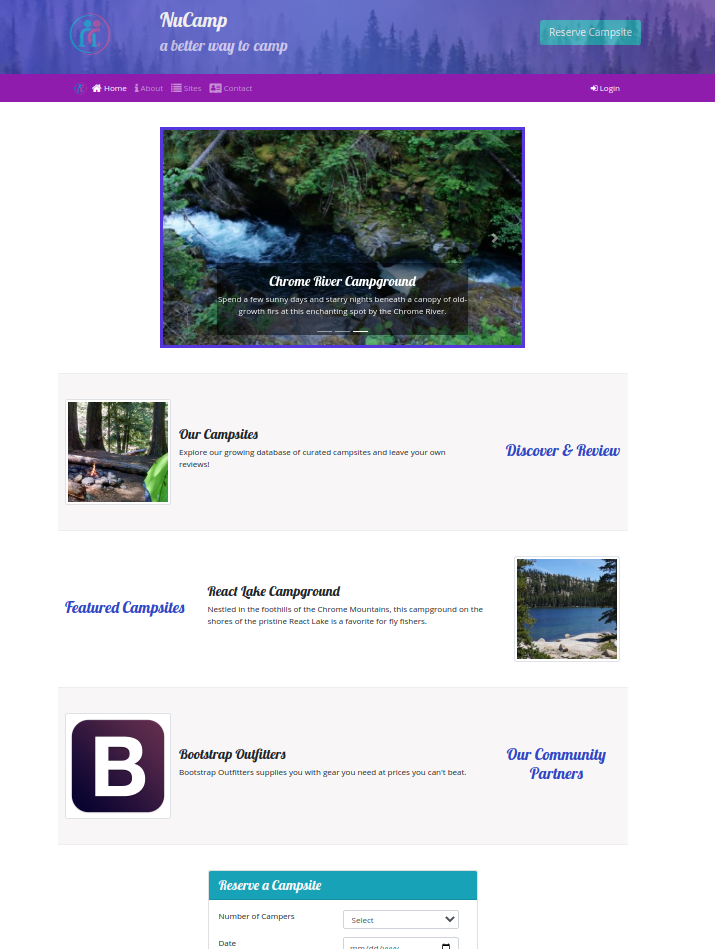 NuCamp
a better way to camp
Reserve Campsite
Home About Sites Contact
Login
Chrome River Campground
Spend a few sunny days and starry nights beneath a canopy of old-
growth firs at this enchanting spot by the Chrome River.
Our Campsites
Explore our growing database of curated campsites and leave your own
reviews!
Discover & Review
Featured Campsites
React Lake Campground
Nestled in the foothills of the Chrome Mountains, this campground on the
shores of the pristine React Lake is a favorite for fly fishers.
B
Bootstrap Outfitters
Bootstrap Outfitters supplies you with gear you need at prices you can't beat.
Our Community
Partners
Reserve a Campsite
Number of Campers
Select
Date
mm/dd/yyyy